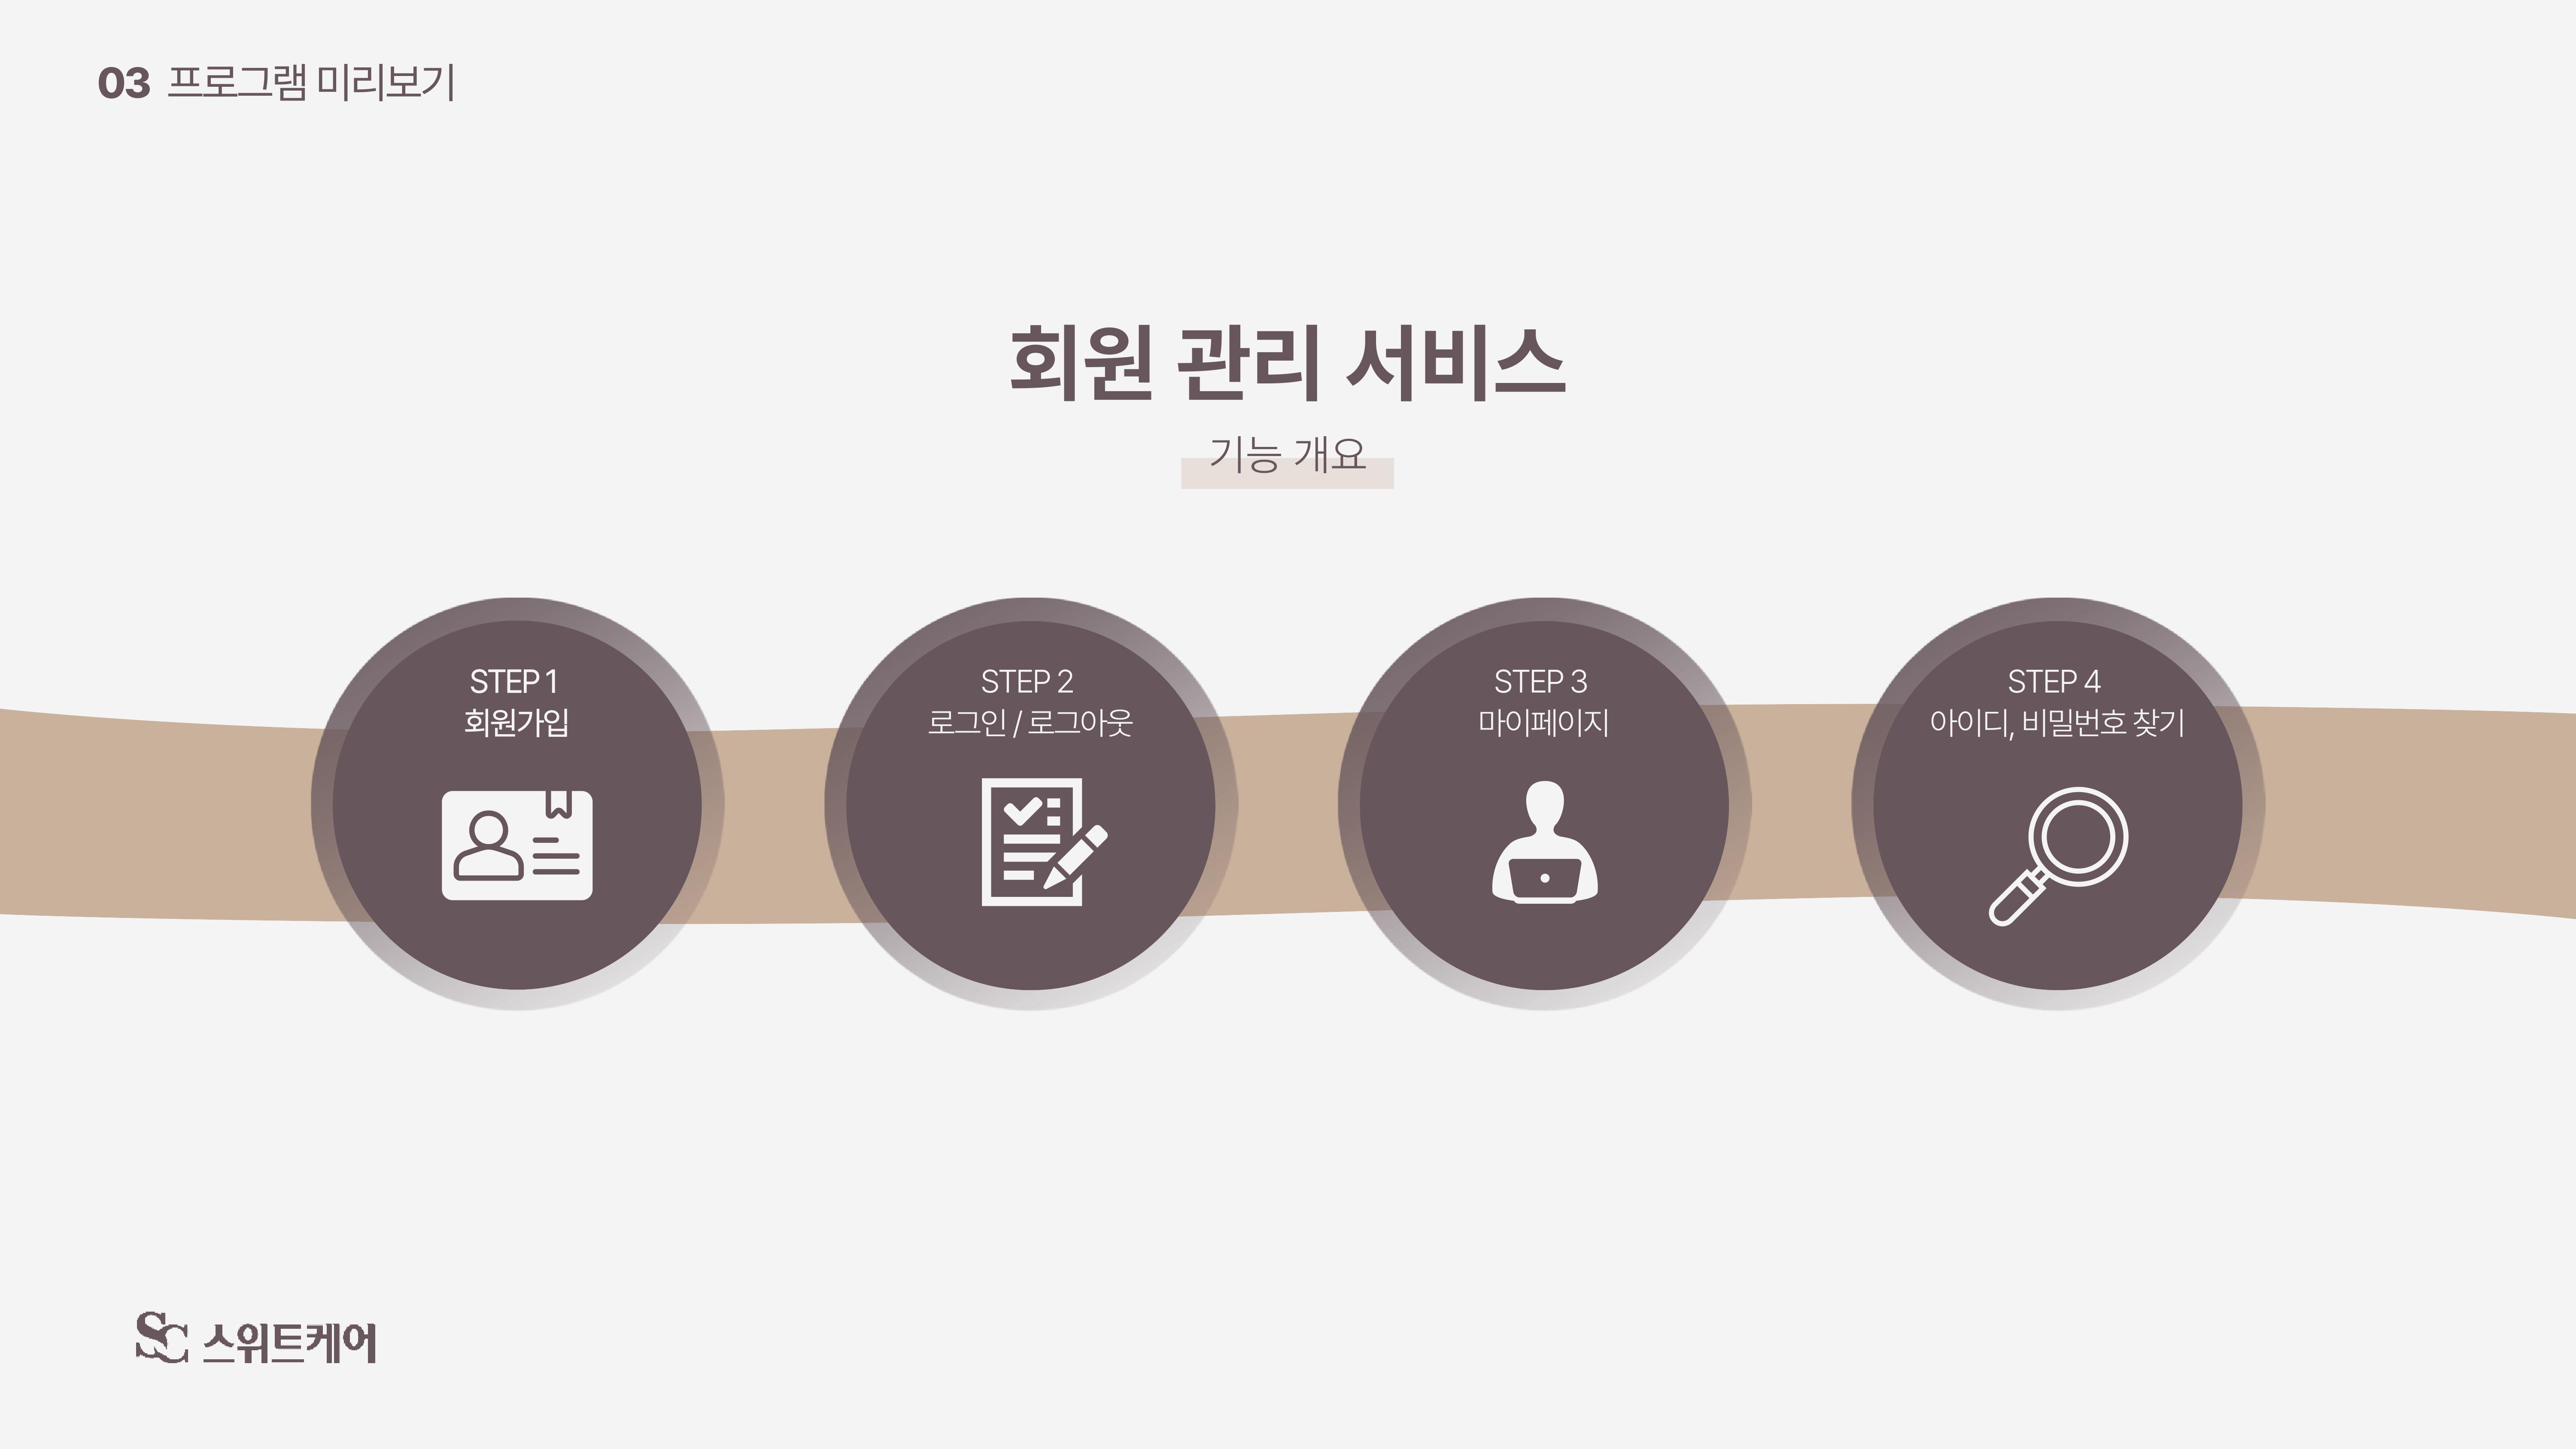 03 프로그램 미리보기
회원 관리 서비스
기능 개요
STEP 1
회원가입
STEP 2
로그인 / 로그아웃
STEP 3
마이페이지
STEP 4
아이디, 비밀번호 찾기
SC 스위트케어